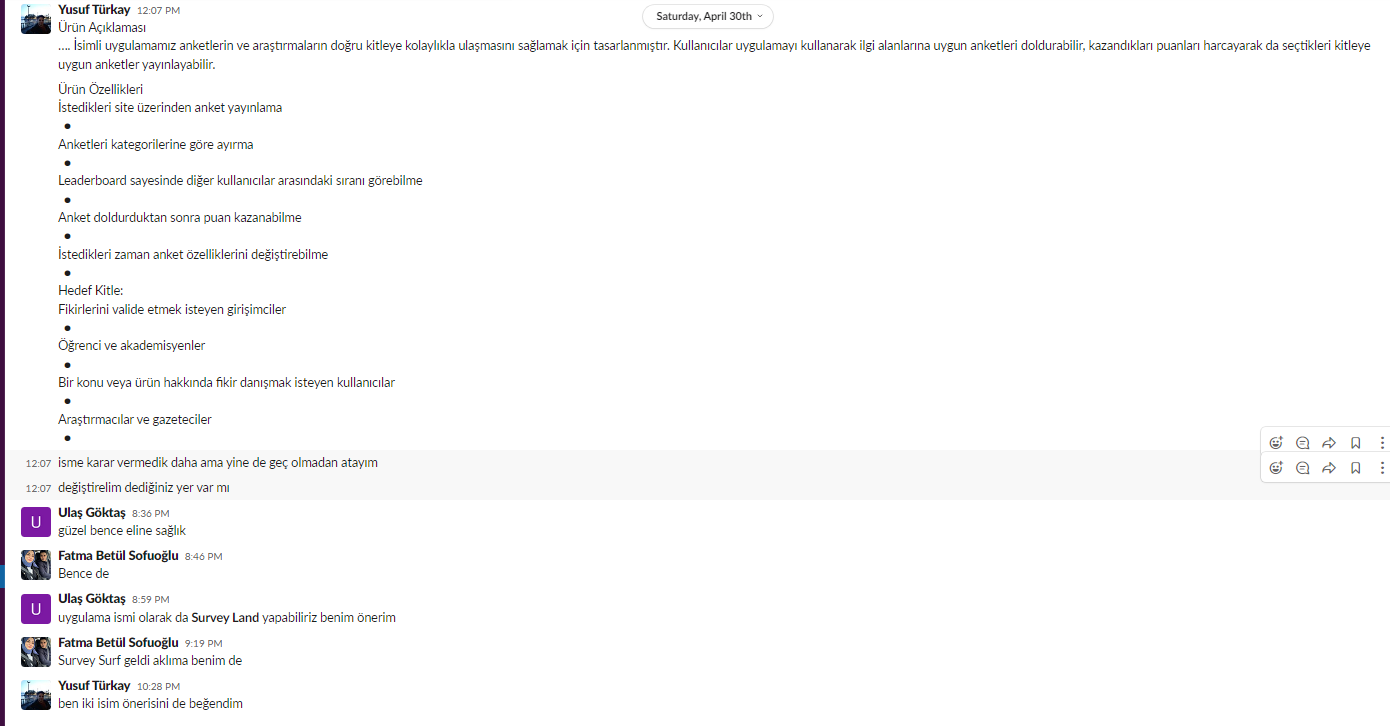 Yusuf Türkay 12:07 PM
Saturday, April 30th
Ürün Açıklaması
.... İsimli uygulamamız anketlerin ve araştırmaların doğru kitleye kolaylıkla ulaşmasını sağlamak için tasarlanmıştır. Kullanıcılar uygulamayı kullanarak ilgi alanlarına uygun anketleri doldurabilir, kazandıkları puanları harcayarak da seçtikleri kitleye
uygun anketler yayınlayabilir.
Ürün Özellikleri
İstedikleri site üzerinden anket yayınlama
•
Anketleri kategorilerine göre ayırma
•
Leaderboard sayesinde diğer kullanıcılar arasındaki sıranı görebilme
•
Anket doldurduktan sonra puan kazanabilme
•
İstedikleri zaman anket özelliklerini değiştirebilme
•
Hedef Kitle:
Fikirlerini valide etmek isteyen girişimciler
•
Öğrenci ve akademisyenler
•
Bir konu veya ürün hakkında fikir danışmak isteyen kullanıcılar
•
Araştırmacılar ve gazeteciler
•
12:07 isme karar vermedik daha ama yine de geç olmadan atayım
12:07 değiştirelim dediğiniz yer var mı
U
Ulaş Göktaş 8:36 PM
güzel bence eline sağlık
Fatma Betül Sofuoğlu 8:46 PM
Bence de
U
Ulaş Göktaş 8:59 PM
uygulama ismi olarak da Survey Land yapabiliriz benim önerim
Fatma Betül Sofuoğlu 9:19 PM
Survey Surf geldi aklıma benim de
Yusuf Türkay 10:28 PM
ben iki isim önerisini de beğendim